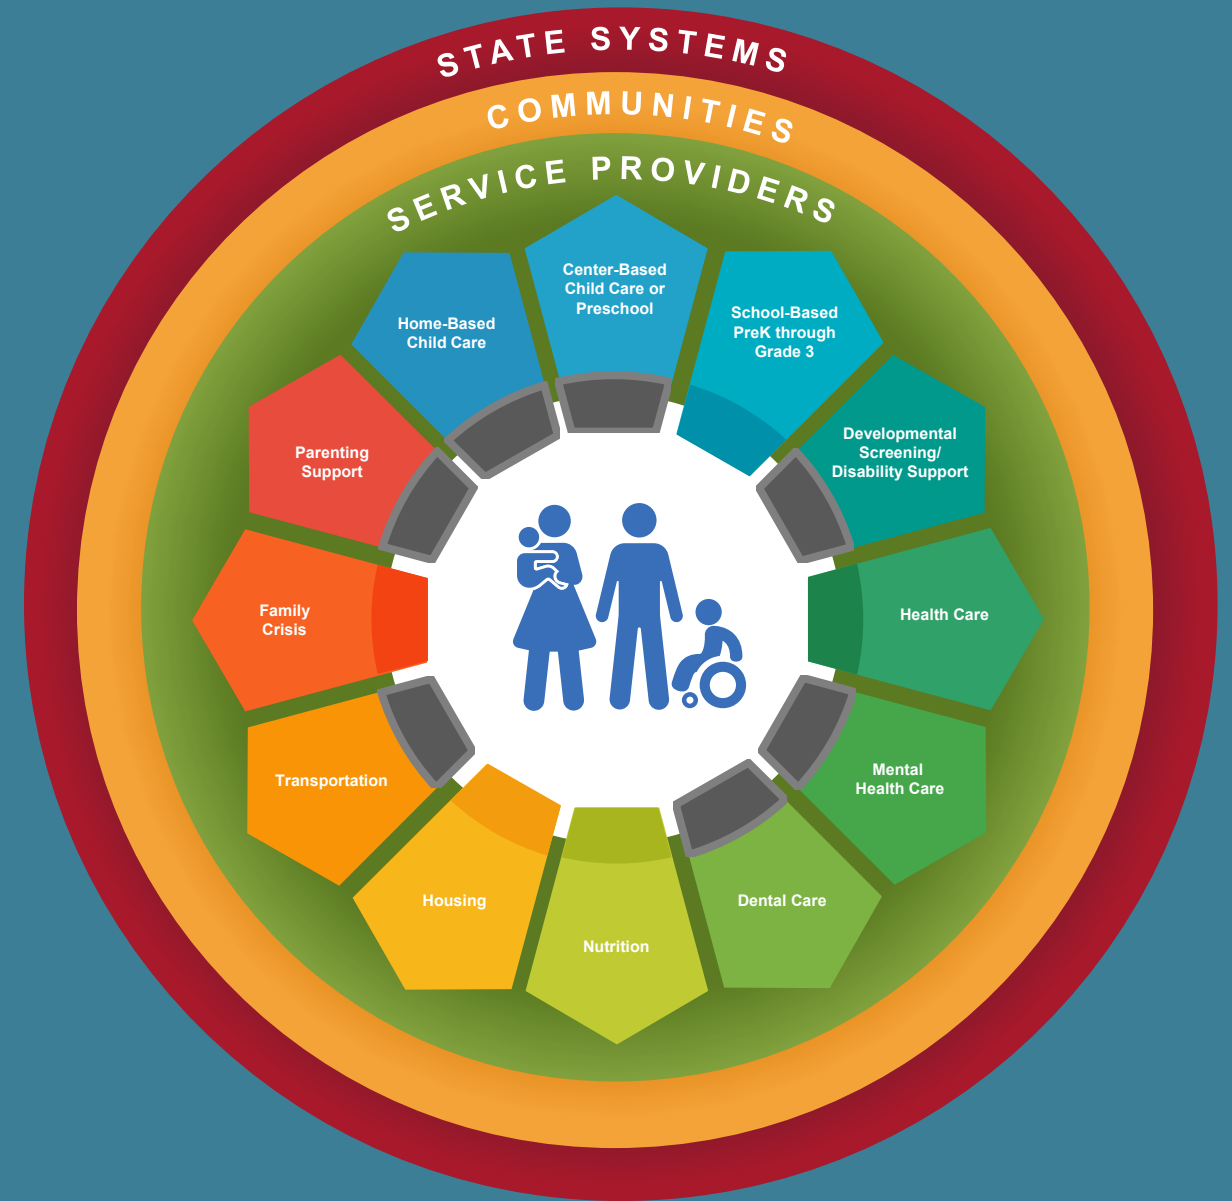 STATE SYSTEMS
COMMUNITIES
SERVICE PROVIDERS
Center-Based
Child Care or
Preschool
School-Based
PreK through
Grade 3
Developmental
Screening/
Disability Support
Health Care
Mental
Health Care
Dental Care
Nutrition
Housing
Transportation
Family
Crisis
Parenting
Support
Home-Based
Child Care